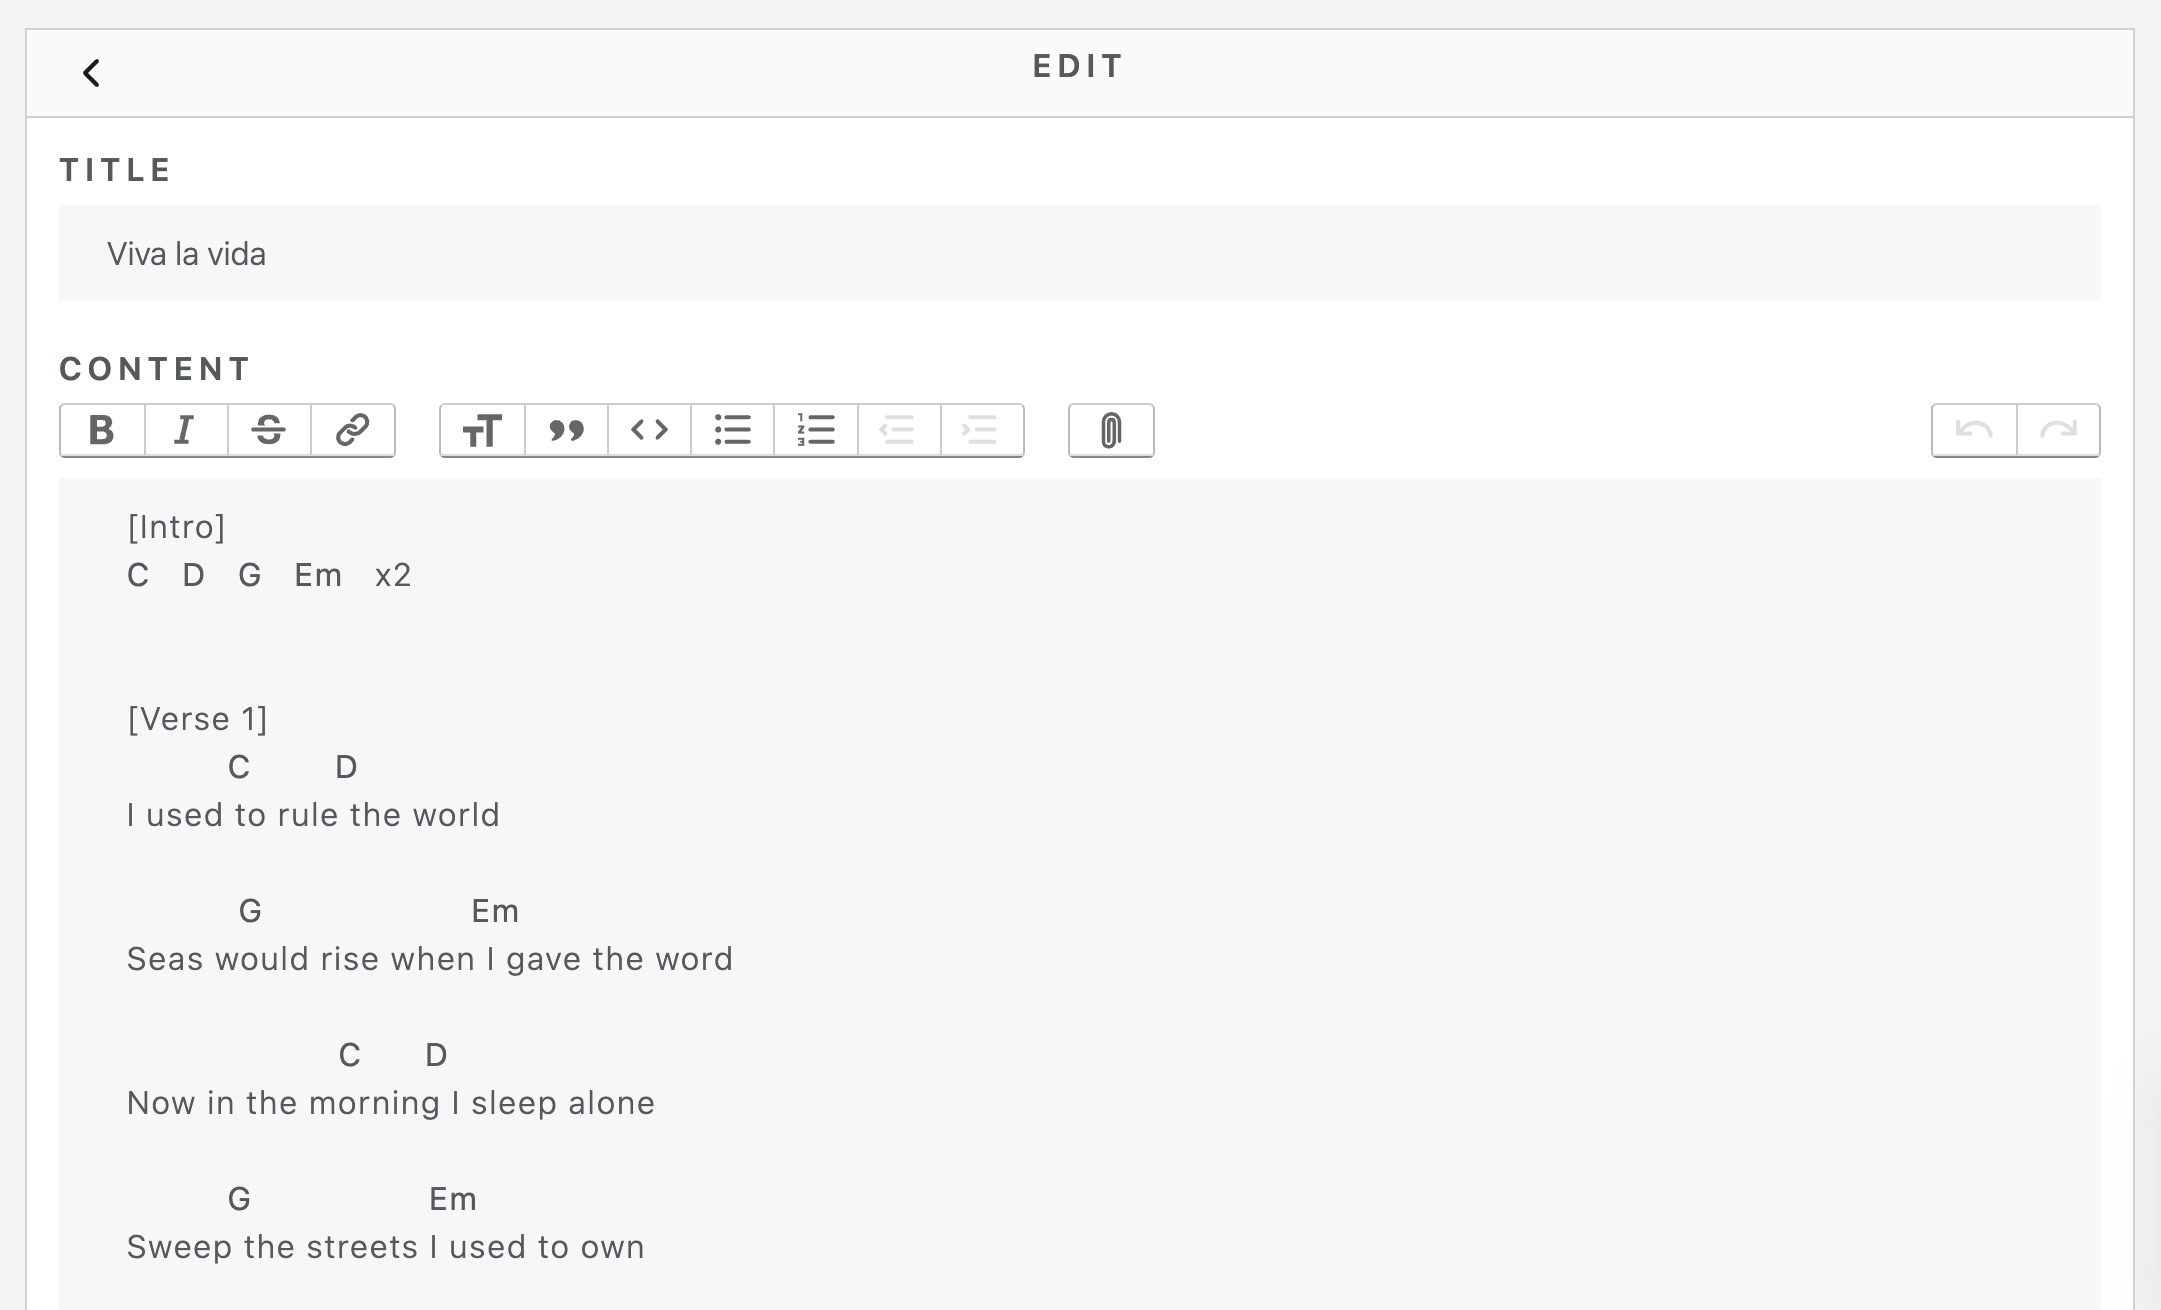 EDIT
TITLE
Viva la vida
CONTENT
[Intro]
C D G Em x2
[Verse 1]
C D
I used to rule the world
G Em
Seas would rise when I gave the word
C D
Now in the morning I sleep alone
G Em
Sweep the streets I used to own